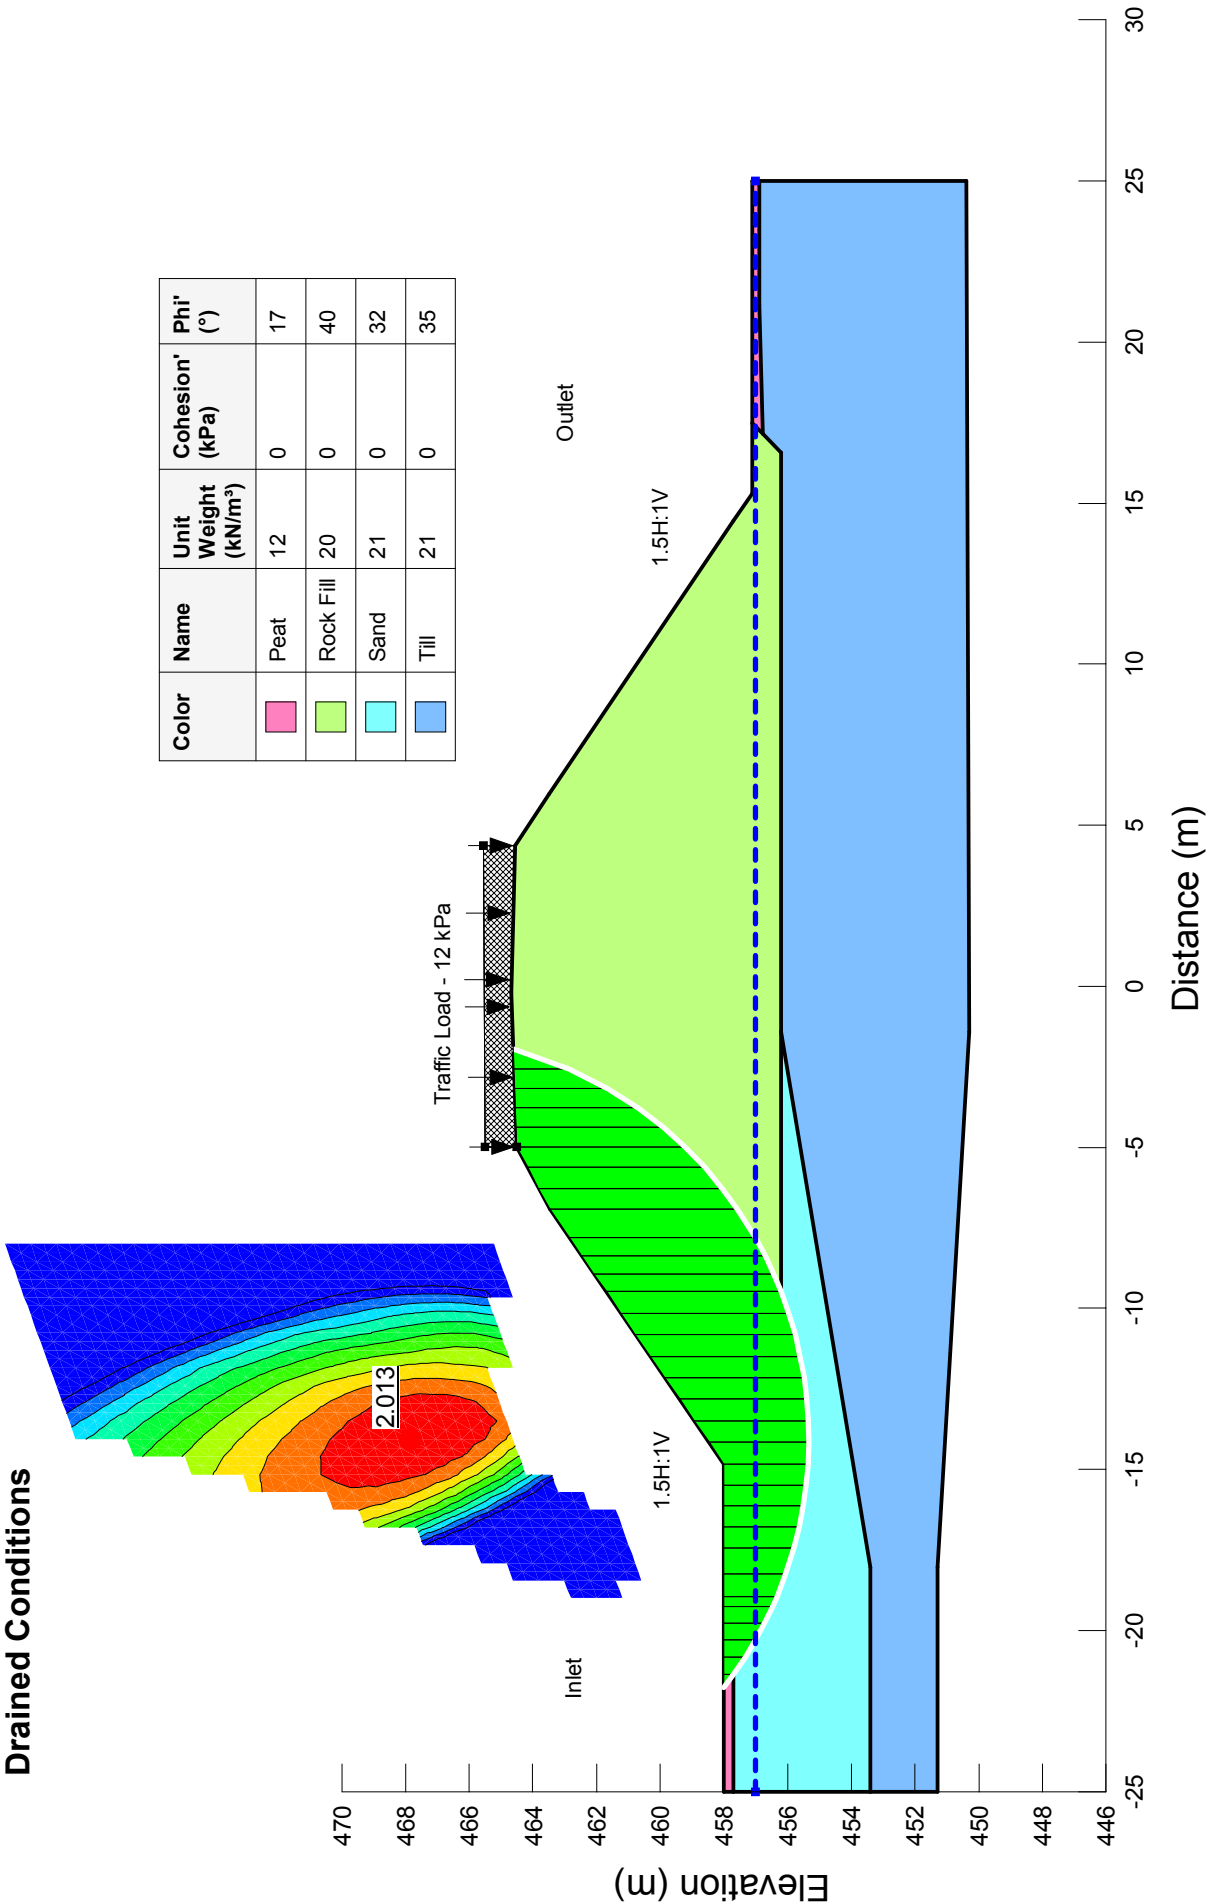 Drained Conditions
Color Name Unit Weight (kN/m³) Cohesion' (kPa) Phi' (°)
Peat 12 0 17
Rock Fill 20 0 40
Sand 21 0 32
Till 21 0 35
2.013
Traffic Load - 12 kPa
Inlet
Outlet
1.5H:1V
1.5H:1V
Elevation (m)
470
468
466
464
462
460
458
456
454
452
450
448
446
-25 -20 -15 -10 -5 0 5 10 15 20 25 30
Distance (m)